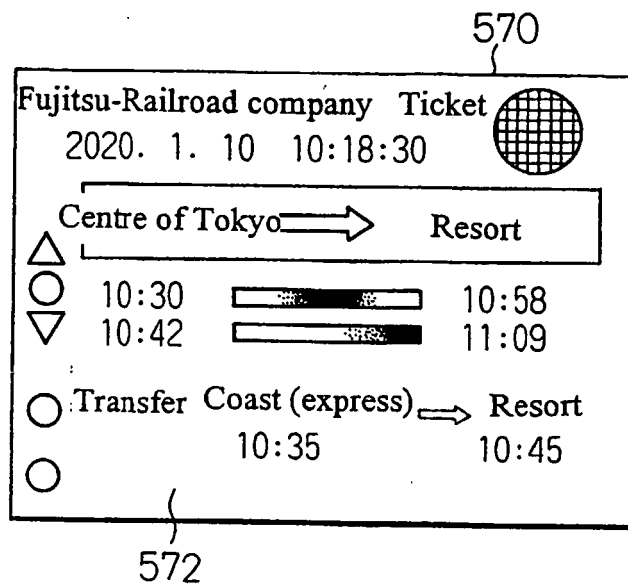 570
Fujitsu-Railroad company Ticket
2020. 1. 10 10:18:30
Centre of Tokyo Resort
10:30 10:58
10:42 11:09
Transfer Coast (express) Resort
10:35 10:45
572